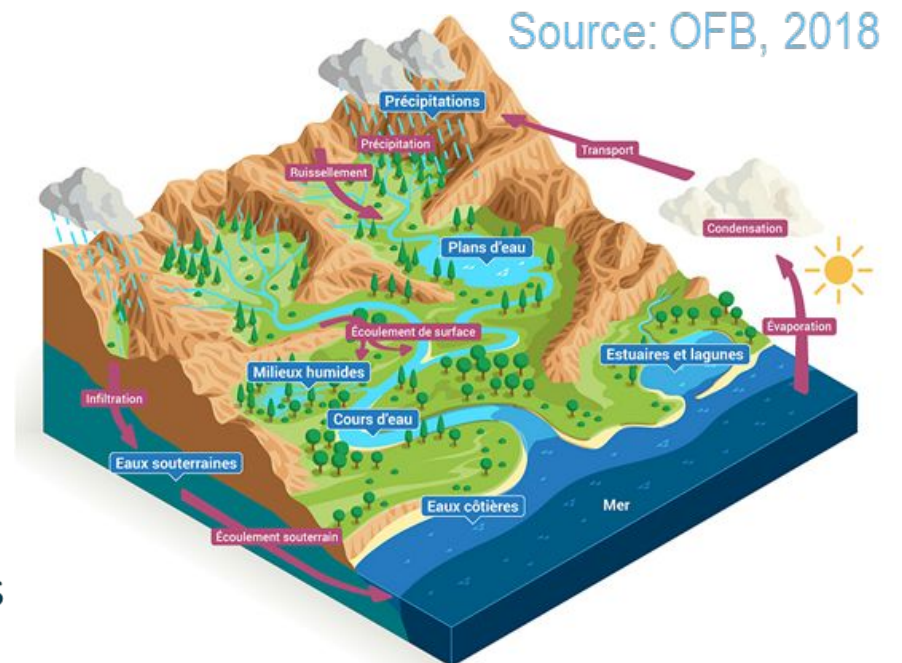 Source: OFB, 2018
Précipitations
Précipitation
Transport
Ruissellement
Condensation
Plans d'eau
Évaporation
Écoulement de surface
Estuaires et lagunes
Milieux humides
Infiltration
Cours d'eau
Eaux souterraines
Eaux côtières
Mer
Écoulement souterrain
s